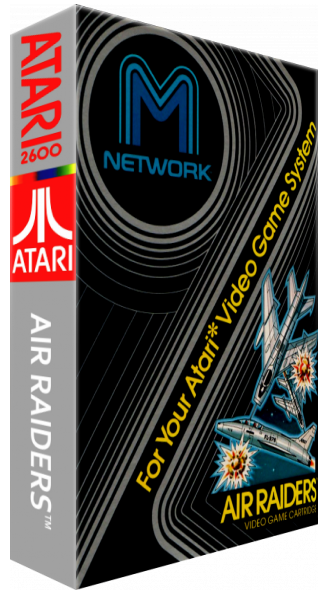 ATARI
2600
ATARI
AIR RAIDERS™
M
NETWORK
For Your Atari* Video Game System
AIR RAIDERS
VIDEO GAME CARTRIDGE